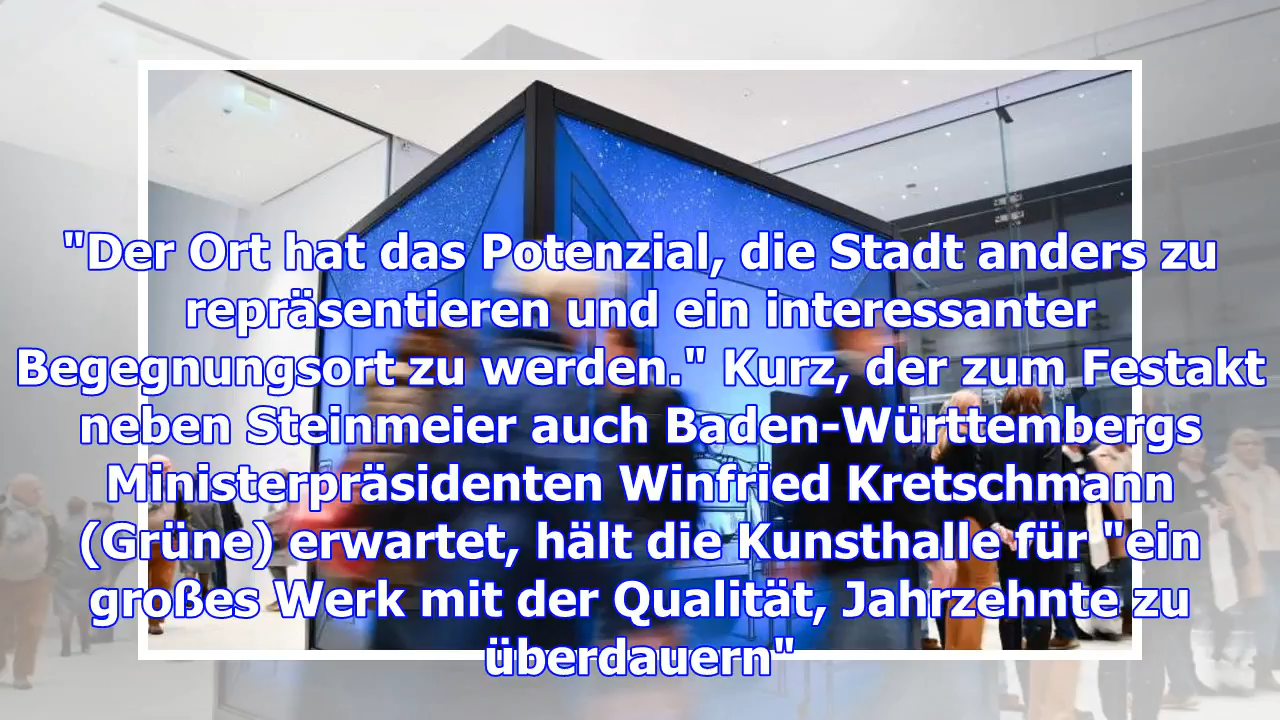 "Der Ort hat das Potenzial, die Stadt anders zu
repräsentieren und ein interessanter
Begegnungsort zu werden." Kurz, der zum Festakt
neben Steinmeier auch Baden-Württembergs
Ministerpräsidenten Winfried Kretschmann
(Grüne) erwartet, hält die Kunsthalle für "ein
großes Werk mit der Qualität, Jahrzehnte zu
überdauern"